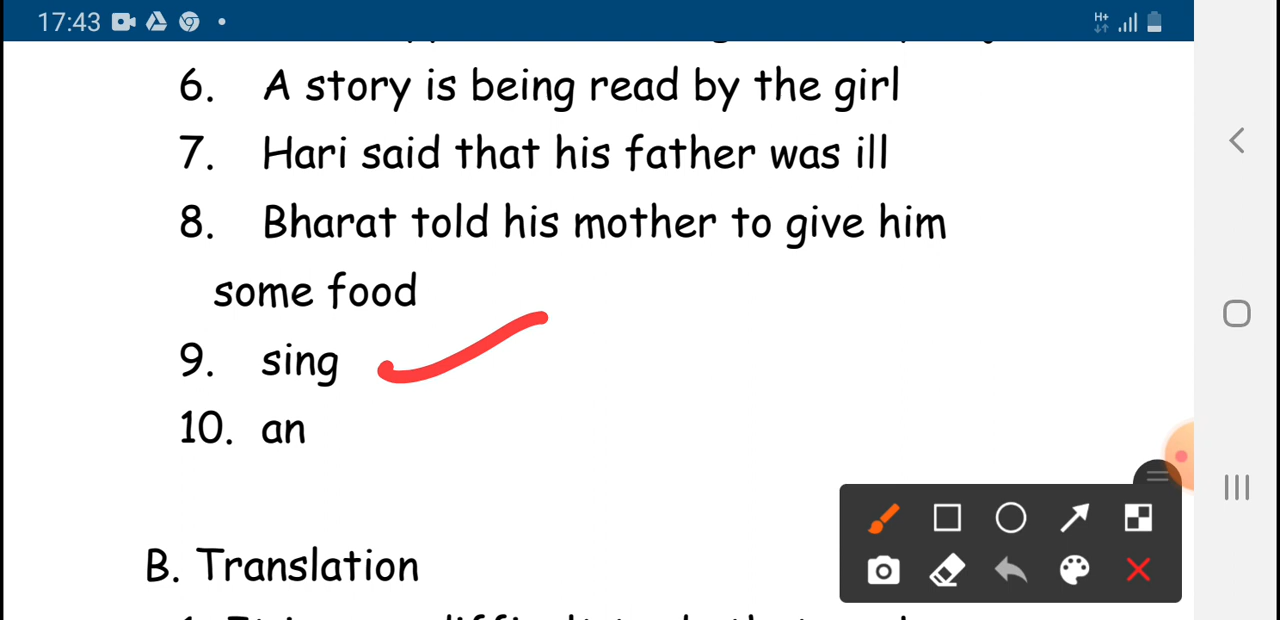 17:43
H+
6. A story is being read by the girl
7. Hari said that his father was ill
8. Bharat told his mother to give him
some food
9. sing
10. an
B. Translation